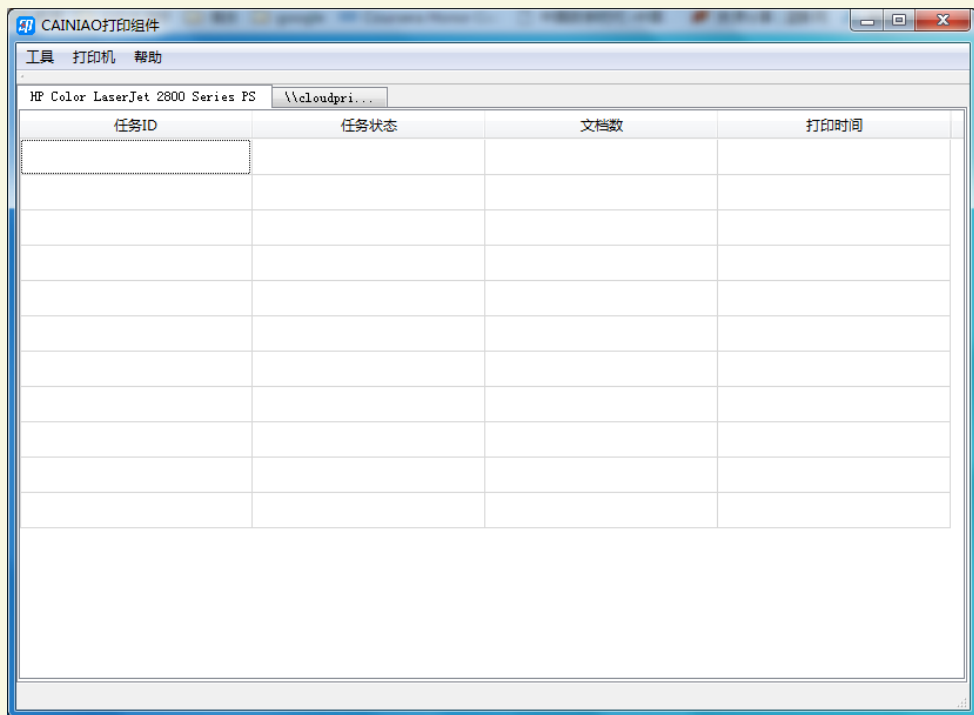 CAINIAO打印组件
工具 打印机 帮助
HP Color LaserJet 2800 Series PS \\cloudpri...
任务ID 任务状态 文档数 打印时间